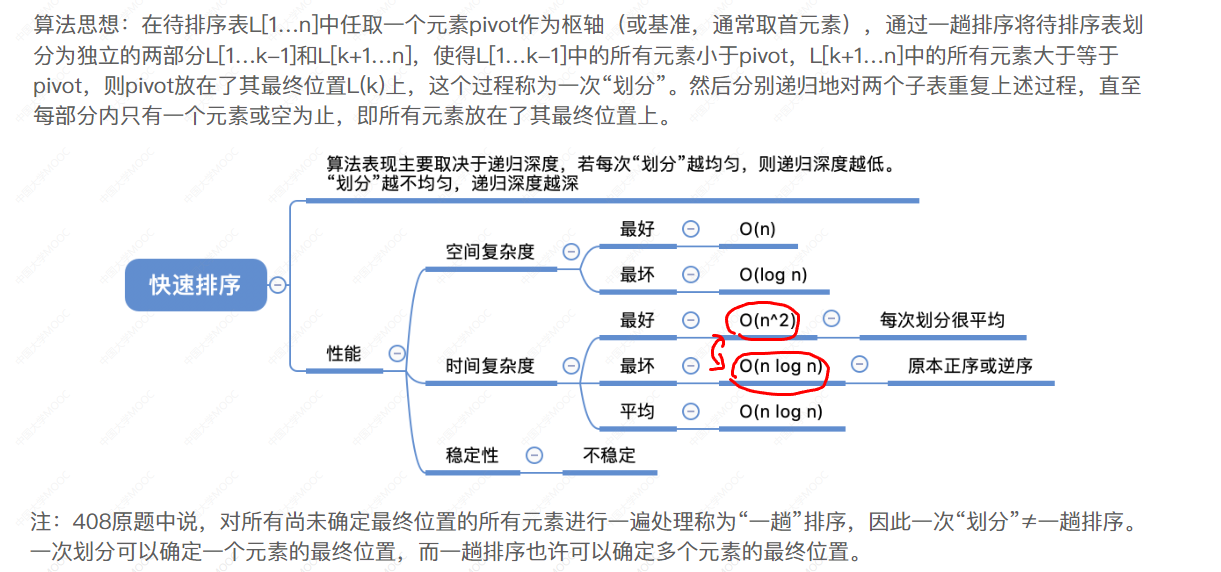 算法思想：在待排序表L[1…n]中任取一个元素pivot作为枢轴（或基准，通常取首元素），通过一趟排序将待排序表划
分为独立的两部分L[1…k–1]和L[k+1…n]，使得L[1…k–1]中的所有元素小于pivot，L[k+1…n]中的所有元素大于等于
pivot，则pivot放在了其最终位置L(k)上，这个过程称为一次“划分”。然后分别递归地对两个子表重复上述过程，直至
每部分内只有一个元素或空为止，即所有元素放在了其最终位置上。
算法表现主要取决于递归深度，若每次“划分”越均匀，则递归深度越低。
“划分”越不均匀，递归深度越深
快速排序
性能
空间复杂度
最好 O(n)
最坏 O(log n)
时间复杂度
最好 O(n^2) 每次划分很平均
最坏 O(n log n) 原本正序或逆序
平均 O(n log n)
稳定性 不稳定
注：408原题中说，对所有尚未确定最终位置的所有元素进行一遍处理称为“一趟”排序，因此一次“划分”≠一趟排序。
一次划分可以确定一个元素的最终位置，而一趟排序也许可以确定多个元素的最终位置。
中国大学MOOC